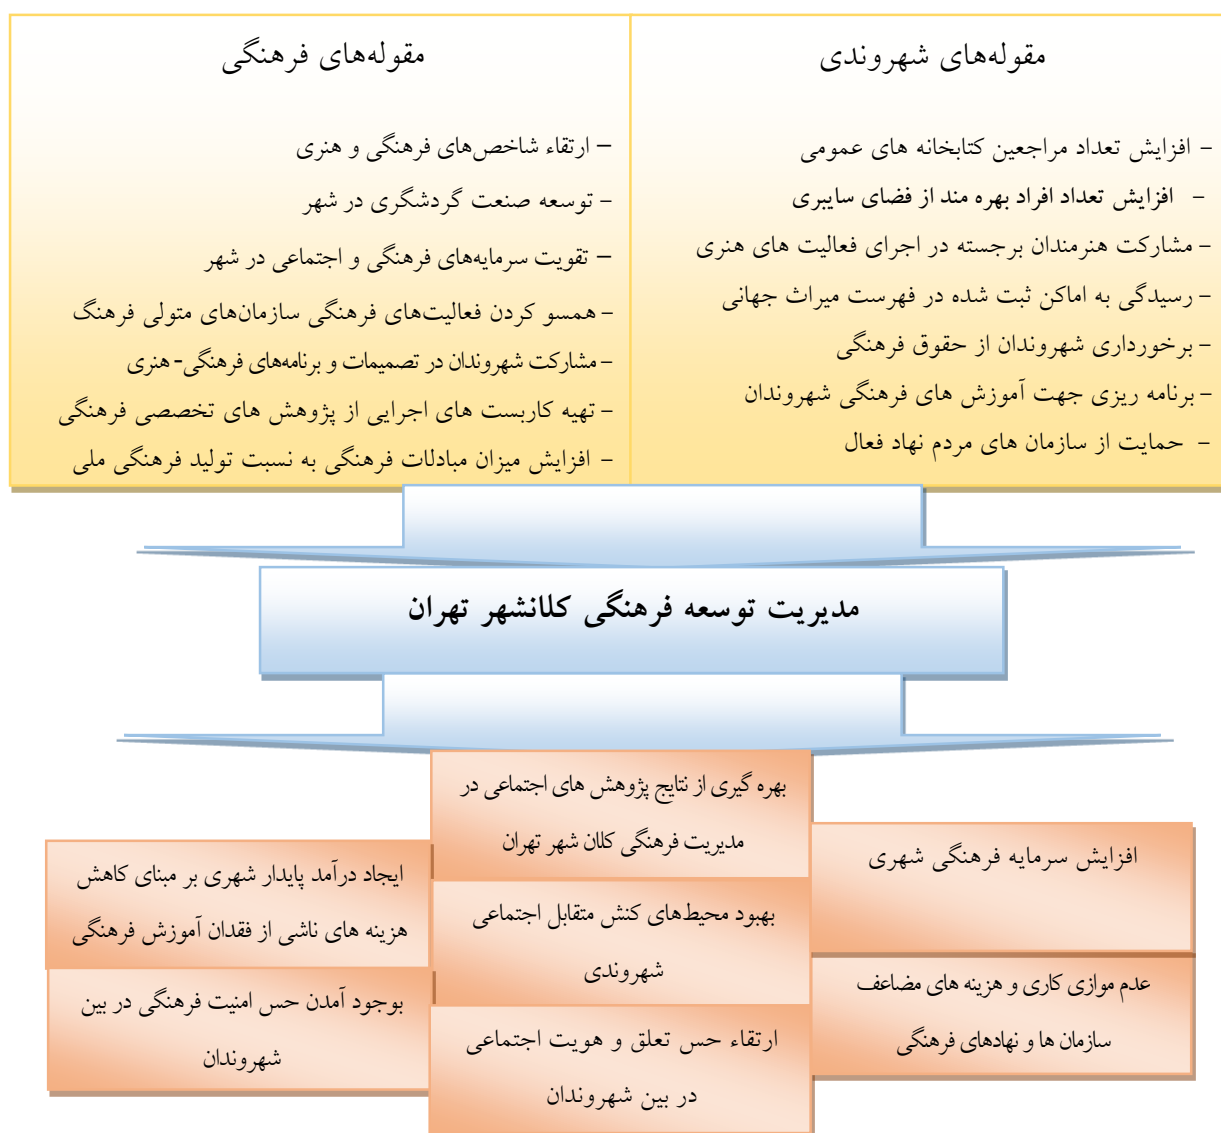 مقوله‌های شهروندی
- افزایش تعداد مراجعین کتابخانه های عمومی
- افزایش تعداد افراد بهره مند از فضای سایبری
- مشارکت هنرمندان برجسته در اجرای فعالیت های هنری
- رسیدگی به اماکن ثبت شده در فهرست میراث جهانی
- برخورداری شهروندان از حقوق فرهنگی
- برنامه ریزی جهت آموزش های فرهنگی شهروندان
- حمایت از سازمان های مردم نهاد فعال
مقوله‌های فرهنگی
– ارتقاء شاخص‌های فرهنگی و هنری
- توسعه صنعت گردشگری در شهر
– تقویت سرمایه‌های فرهنگی و اجتماعی در شهر
- همسو کردن فعالیت‌های فرهنگی سازمان‌های متولی فرهنگ
- مشارکت شهروندان در تصمیمات و برنامه‌های فرهنگی- هنری
- تهیه کاربست های اجرایی از پژوهش های تخصصی فرهنگی
- افزایش میزان مبادلات فرهنگی به نسبت تولید فرهنگی ملی
مدیریت توسعه فرهنگی کلانشهر تهران
افزایش سرمایه فرهنگی شهری
عدم موازی کاری و هزینه های مضاعف
سازمان ها و نهادهای فرهنگی
بهره گیری از نتایج پژوهش های اجتماعی در
مدیریت فرهنگی کلان شهر تهران
بهبود محیط‌های کنش متقابل اجتماعی
شهروندی
ارتقاء حس تعلق و هویت اجتماعی
در بین شهروندان
ایجاد درآمد پایدار شهری بر مبنای کاهش
هزینه های ناشی از فقدان آموزش فرهنگی
بوجود آمدن حس امنیت فرهنگی در بین
شهروندان